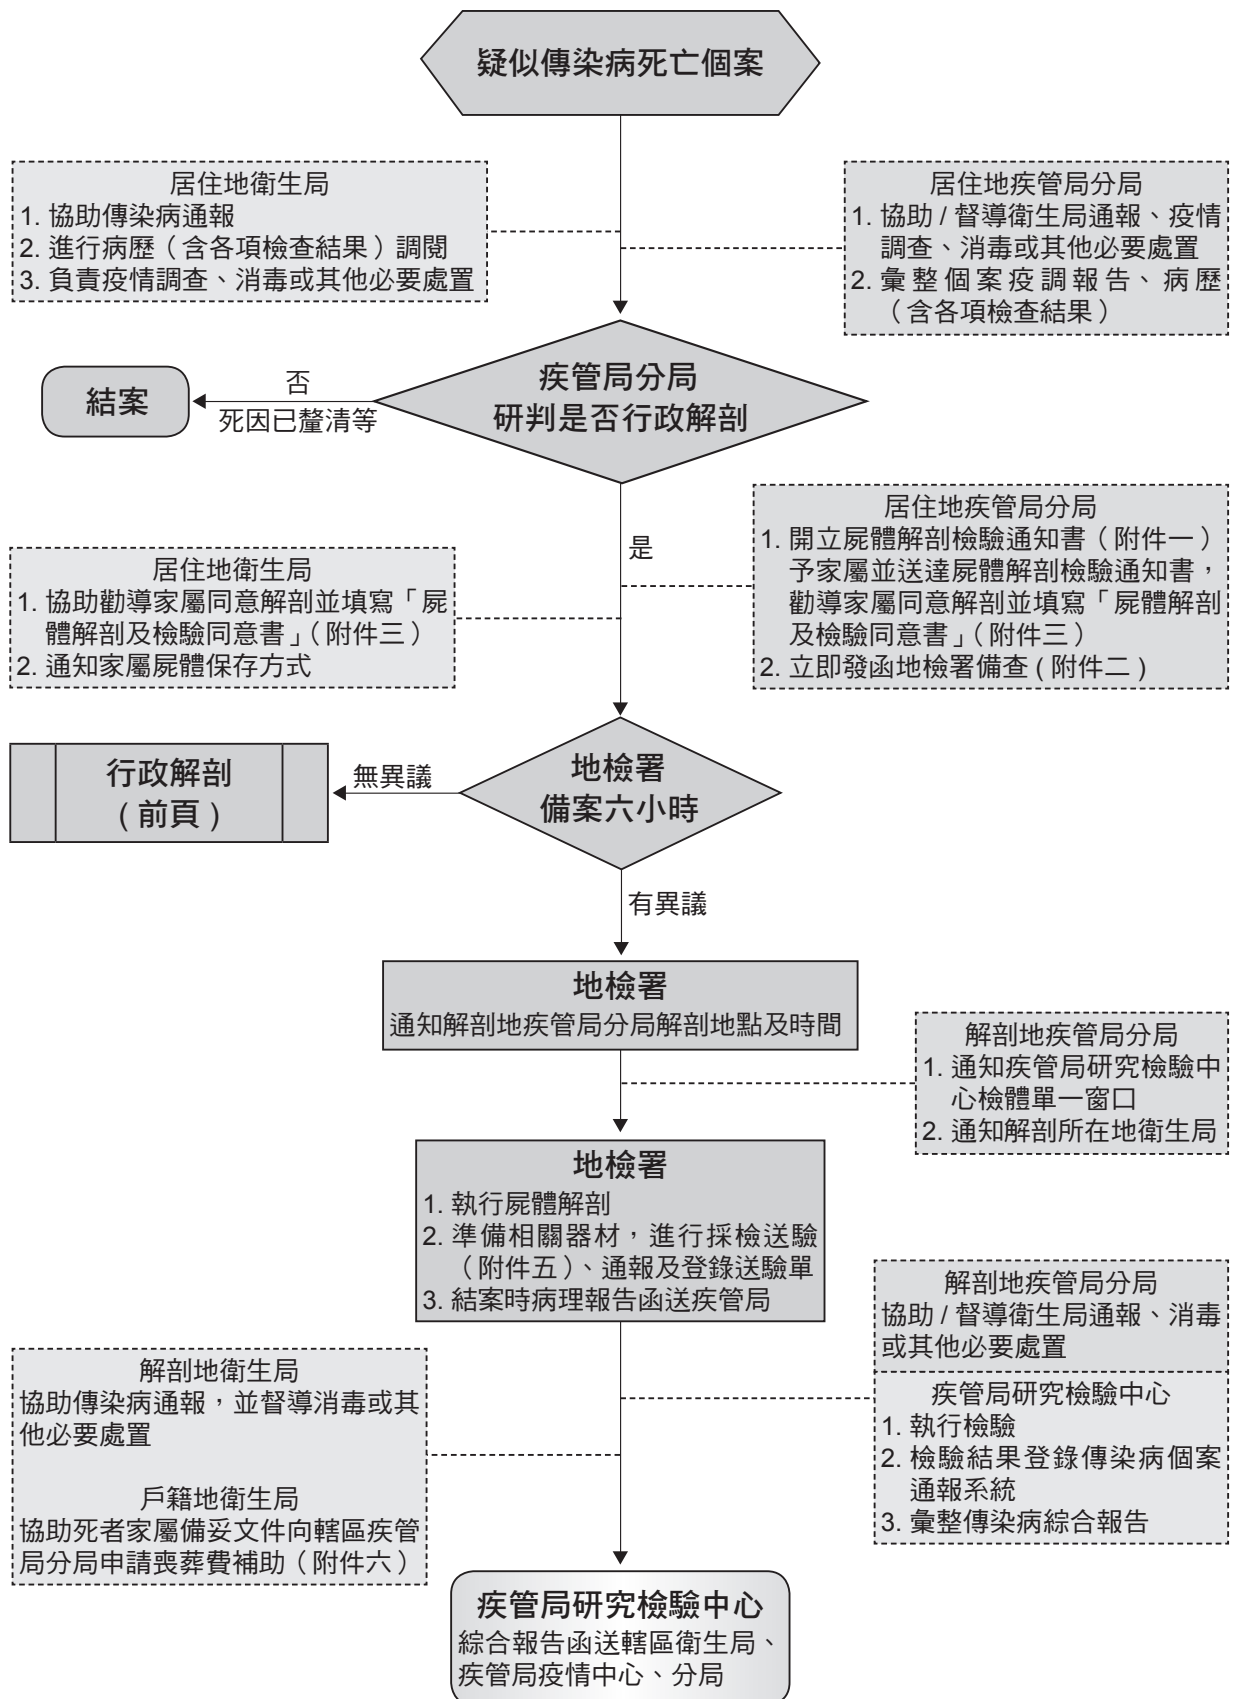 疑似傳染病死亡個案
居住地衛生局
1. 協助傳染病通報
2. 進行病歷（含各項檢查結果）調閱
3. 負責疫情調查、消毒或其他必要處置
居住地疾管局分局
1. 協助 / 督導衛生局通報、疫情
調查、消毒或其他必要處置
2. 彙整個案疫調報告、病歷
（含各項檢查結果）
疾管局分局
研判是否行政解剖
否
死因已釐清等
結案
是
居住地衛生局
1. 協助勸導家屬同意解剖並填寫「屍
體解剖及檢驗同意書」（附件三）
2. 通知家屬屍體保存方式
居住地疾管局分局
1. 開立屍體解剖檢驗通知書（附件一）
予家屬並送達屍體解剖檢驗通知書，
勸導家屬同意解剖並填寫「屍體解剖
及檢驗同意書」（附件三）
2. 立即發函地檢署備查 ( 附件二 )
地檢署
備案六小時
無異議
行政解剖
( 前頁 )
有異議
地檢署
通知解剖地疾管局分局解剖地點及時間
解剖地疾管局分局
1. 通知疾管局研究檢驗中
心檢體單一窗口
2. 通知解剖所在地衛生局
地檢署
1. 執行屍體解剖
2. 準備相關器材，進行採檢送驗
（附件五）、通報及登錄送驗單
3. 結案時病理報告函送疾管局
解剖地疾管局分局
協助 / 督導衛生局通報、消毒
或其他必要處置
疾管局研究檢驗中心
1. 執行檢驗
2. 檢驗結果登錄傳染病個案
通報系統
3. 彙整傳染病綜合報告
解剖地衛生局
協助傳染病通報，並督導消毒或其
他必要處置
戶籍地衛生局
協助死者家屬備妥文件向轄區疾管
局分局申請喪葬費補助（附件六）
疾管局研究檢驗中心
綜合報告函送轄區衛生局、
疾管局疫情中心、分局